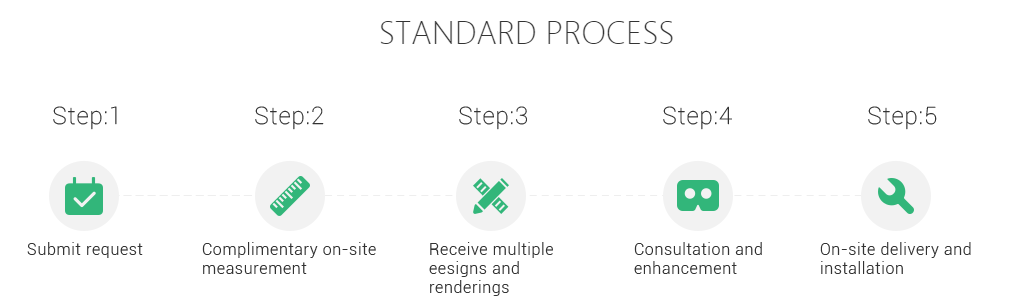 STANDARD PROCESS
Step:1
Step:2
Step:3
Step:4
Step:5
Submit request
Complimentary on-site
measurement
Receive multiple
eesigns and
renderings
Consultation and
enhancement
On-site delivery and
installation